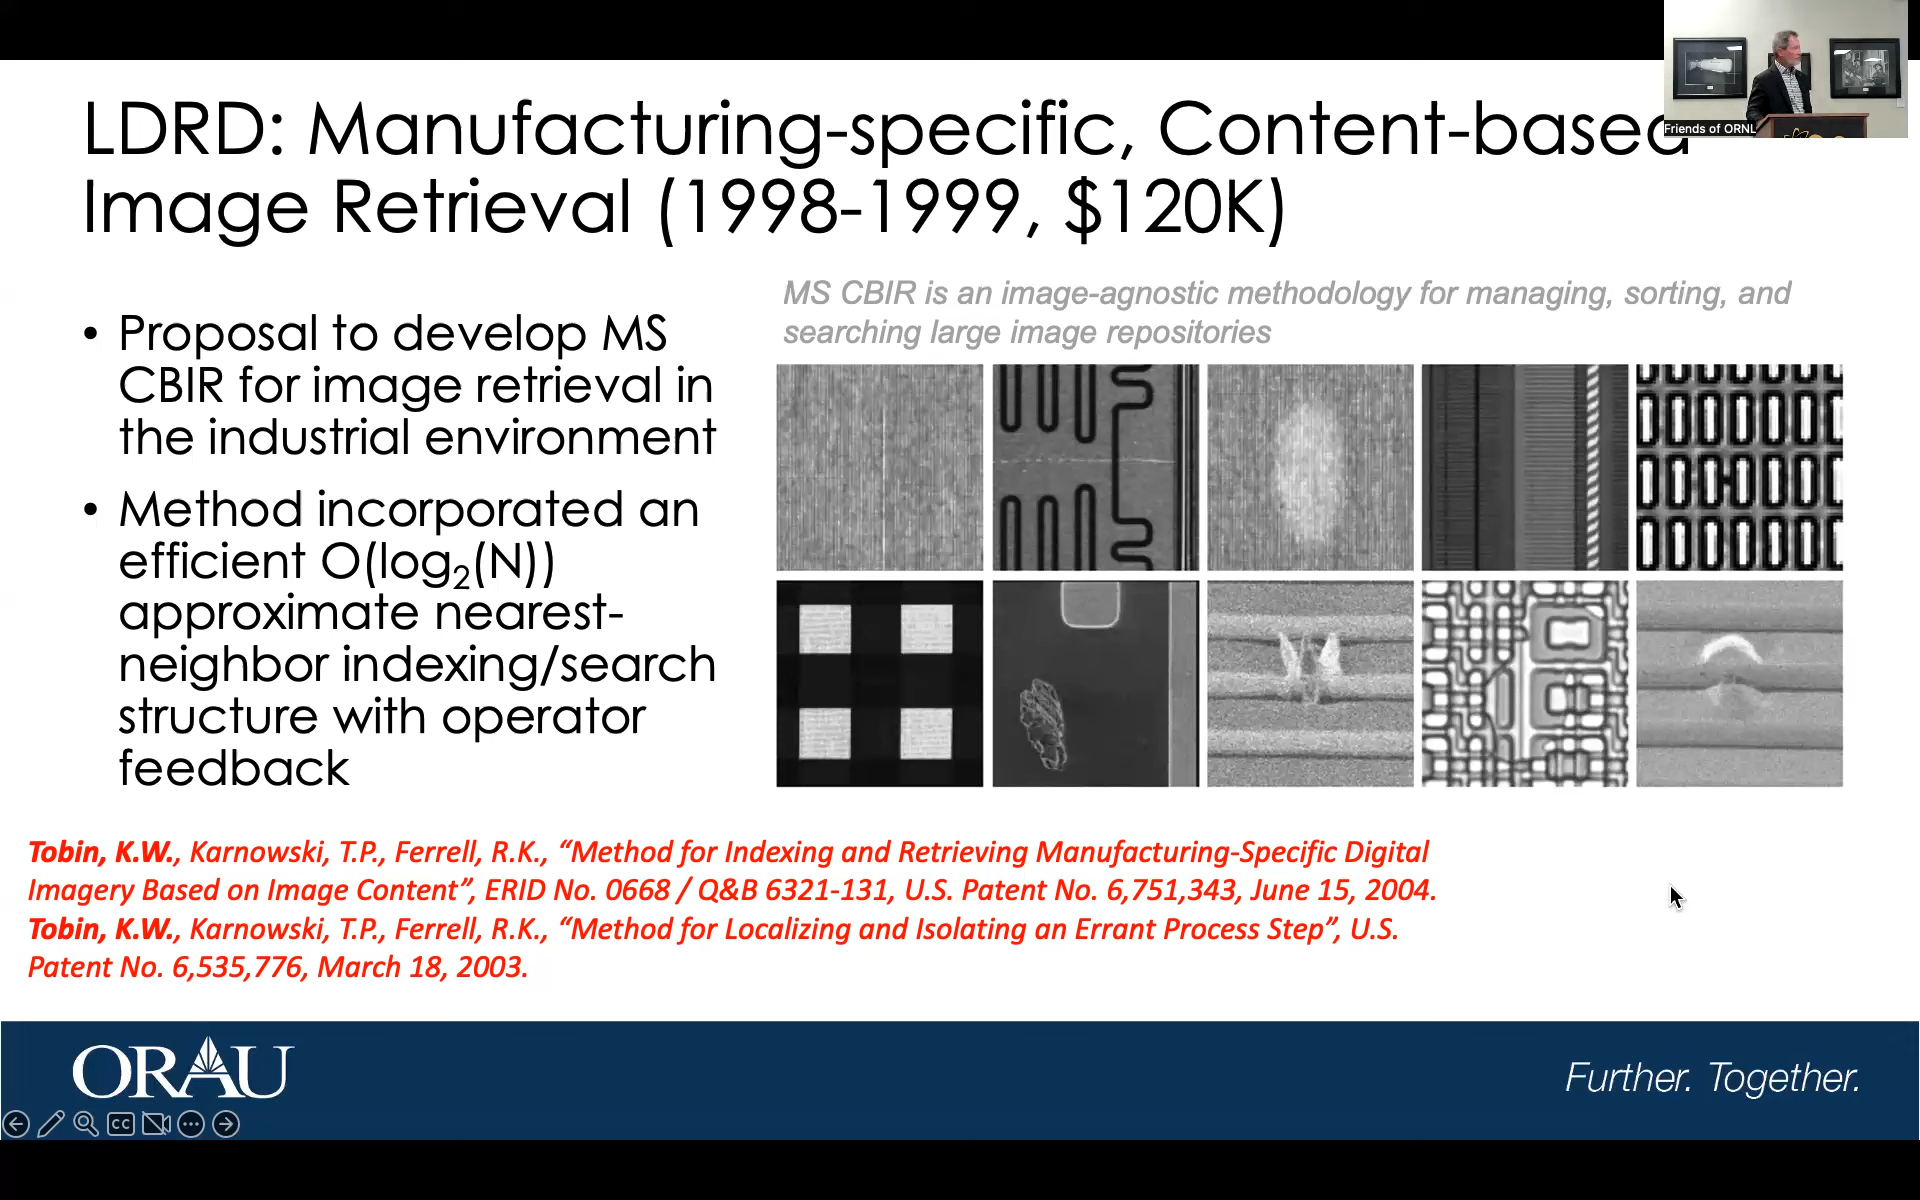 Friends of ORNL
LDRD: Manufacturing-specific, Content-based
Image Retrieval (1998-1999, $120K)
• Proposal to develop MS
CBIR for image retrieval in
the industrial environment
• Method incorporated an
efficient O(log₂(N))
approximate nearest-
neighbor indexing/search
structure with operator
feedback
MS CBIR is an image-agnostic methodology for managing, sorting, and
searching large image repositories
Tobin, K.W., Karnowski, T.P., Ferrell, R.K., “Method for Indexing and Retrieving Manufacturing-Specific Digital
Imagery Based on Image Content”, ERID No. 0668 / Q&B 6321-131, U.S. Patent No. 6,751,343, June 15, 2004.
Tobin, K.W., Karnowski, T.P., Ferrell, R.K., “Method for Localizing and Isolating an Errant Process Step”, U.S.
Patent No. 6,535,776, March 18, 2003.
ORAU
Further. Together.
CC